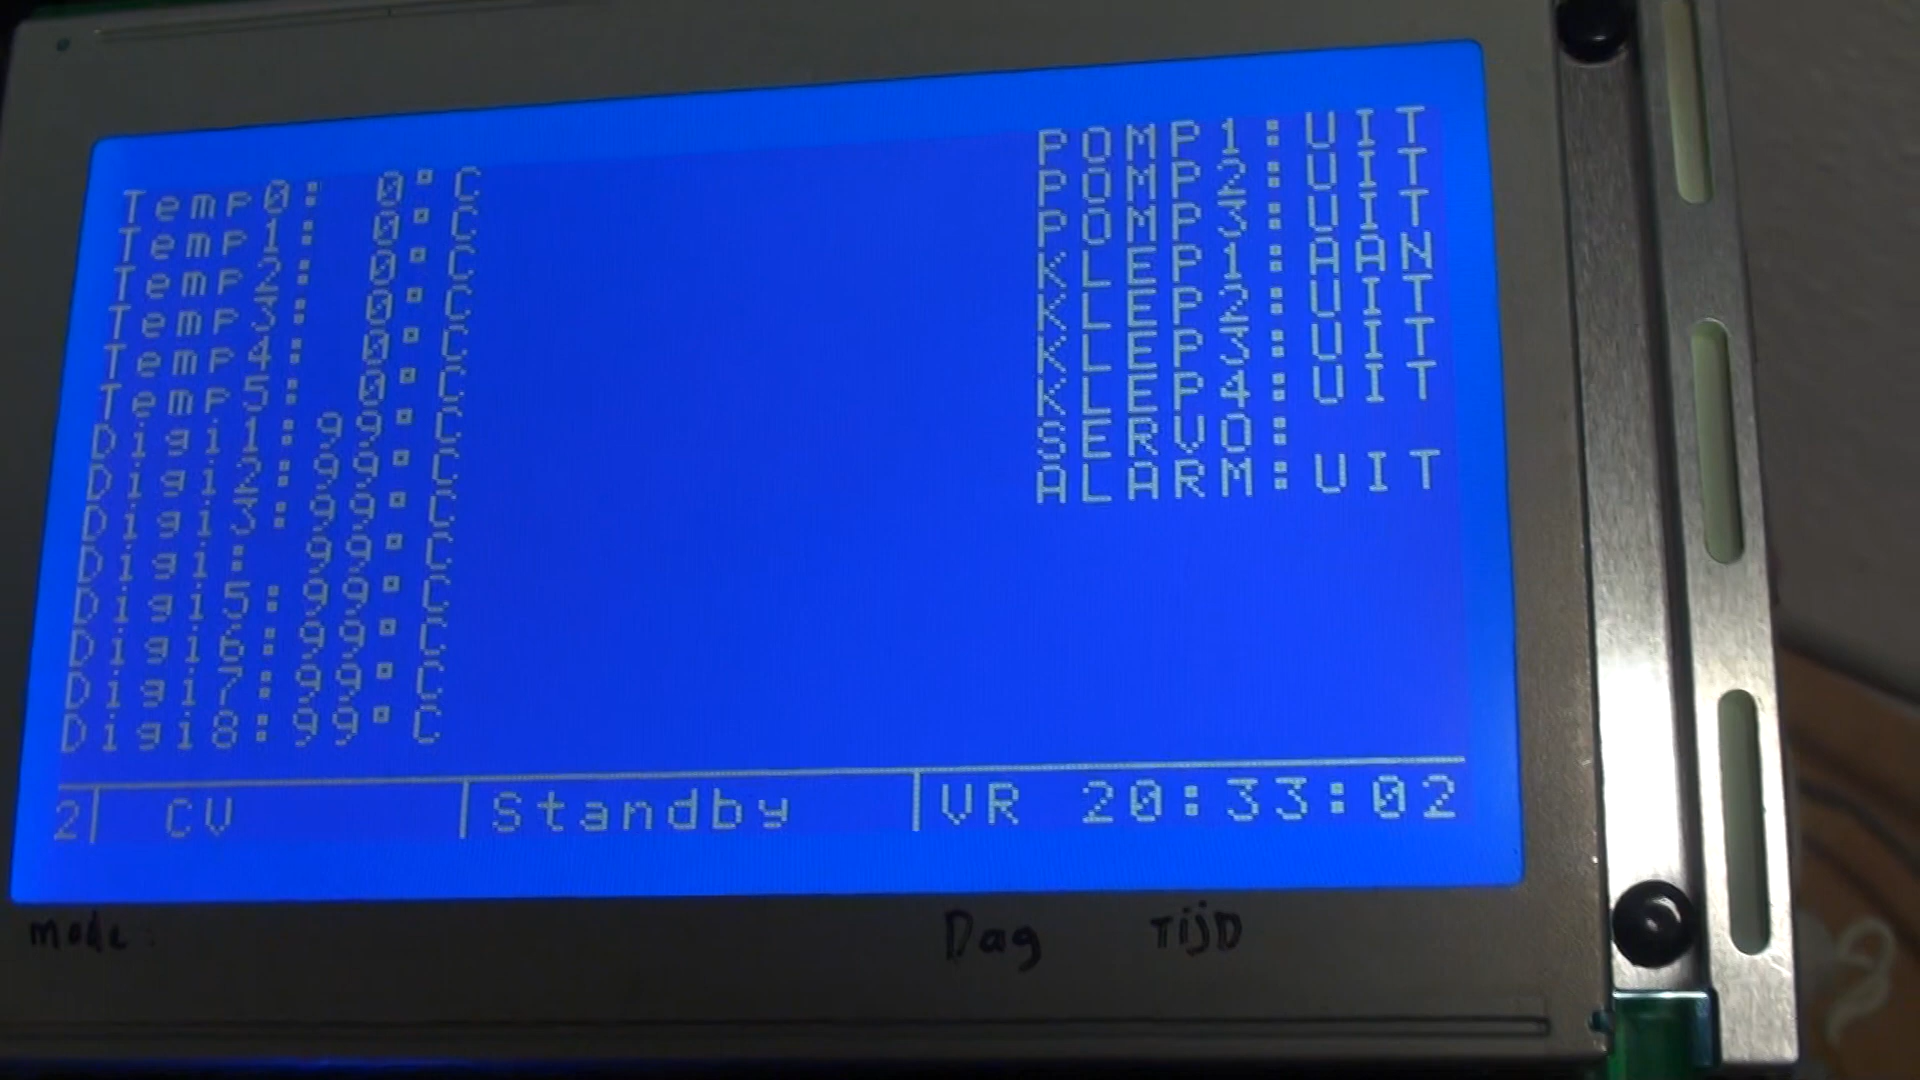 Temp0: 0°C
Temp1: 0°C
Temp2: 0°C
Temp3: 0°C
Temp4: 0°C
Temp5: 0°C
Digi1:99°C
Digi2:99°C
Digi3:99°C
Digi: 99°C
Digi5:99°C
Digi6:99°C
Digi7:99°C
Digi8:99°C
POMP1:UIT
POMP2:UIT
POMP3:UIT
KLEP1:AAN
KLEP2:UIT
KLEP3:UIT
KLEP4:UIT
SERVO:
ALARM:UIT
2| CV |Standby |VR 20:33:02
mode: Dag TijD